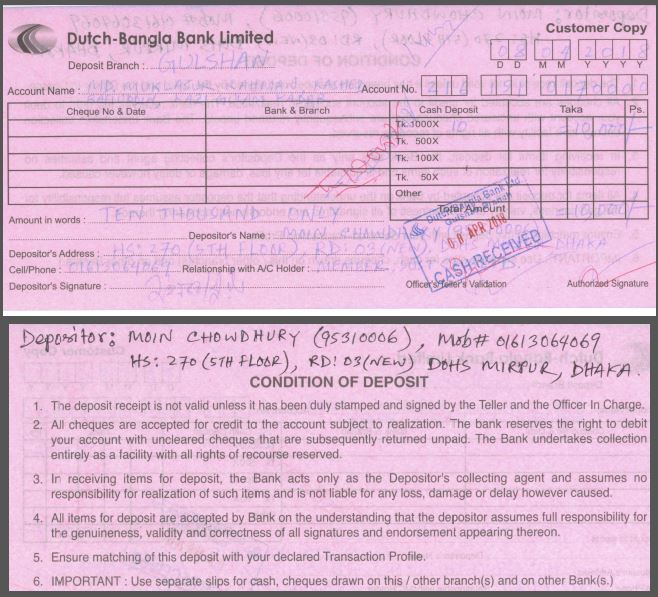 Dutch-Bangla Bank Limited
Customer Copy
Deposit Branch : GULSHAN
08 04 2018
D D M M Y Y Y Y
Account Name : MD. MUKLASUR RAHMAN KAISHER
Account No. 216 151 0170000
Cheque No & Date Bank & Branch Cash Deposit Taka Ps.
Tk.1000X 10 =10,000/-
Tk. 500X
Tk. 100X
Tk. 50X
Other
Total Amount =10,000/-
Amount in words : TEN THOUSAND ONLY
Depositor's Name : MOIN CHOWDHURY (95310006)
Depositor's Address : HS: 270 (5TH FLOOR), RD: 03(NEW), DOHS MIRPUR, DHAKA
Cell/Phone : 01613064069 Relationship with A/C Holder : MEMBER,
Depositor's Signature :
Officer's/Teller's Validation Authorized Signature
Dutch-Bangla Bank Ltd.
08 APR 2018
CASH RECEIVED
Depositor: MOIN CHOWDHURY (95310006), Mob# 01613064069
HS: 270 (5TH FLOOR), RD: 03(NEW) DOHS MIRPUR, DHAKA.
CONDITION OF DEPOSIT
1. The deposit receipt is not valid unless it has been duly stamped and signed by the Teller and the Officer In Charge.
2. All cheques are accepted for credit to the account subject to realization. The bank reserves the right to debit
your account with uncleared cheques that are subsequently returned unpaid. The Bank undertakes collection
entirely as a facility with all rights of recourse reserved.
3. In receiving items for deposit, the Bank acts only as the Depositor's collecting agent and assumes no
responsibility for realization of such items and is not liable for any loss, damage or delay however caused.
4. All items for deposit are accepted by Bank on the understanding that the depositor assumes full responsibility for
the genuineness, validity and correctness of all signatures and endorsement appearing thereon.
5. Ensure matching of this deposit with your declared Transaction Profile.
6. IMPORTANT : Use separate slips for cash, cheques drawn on this / other branch(s) and on other Bank(s.)